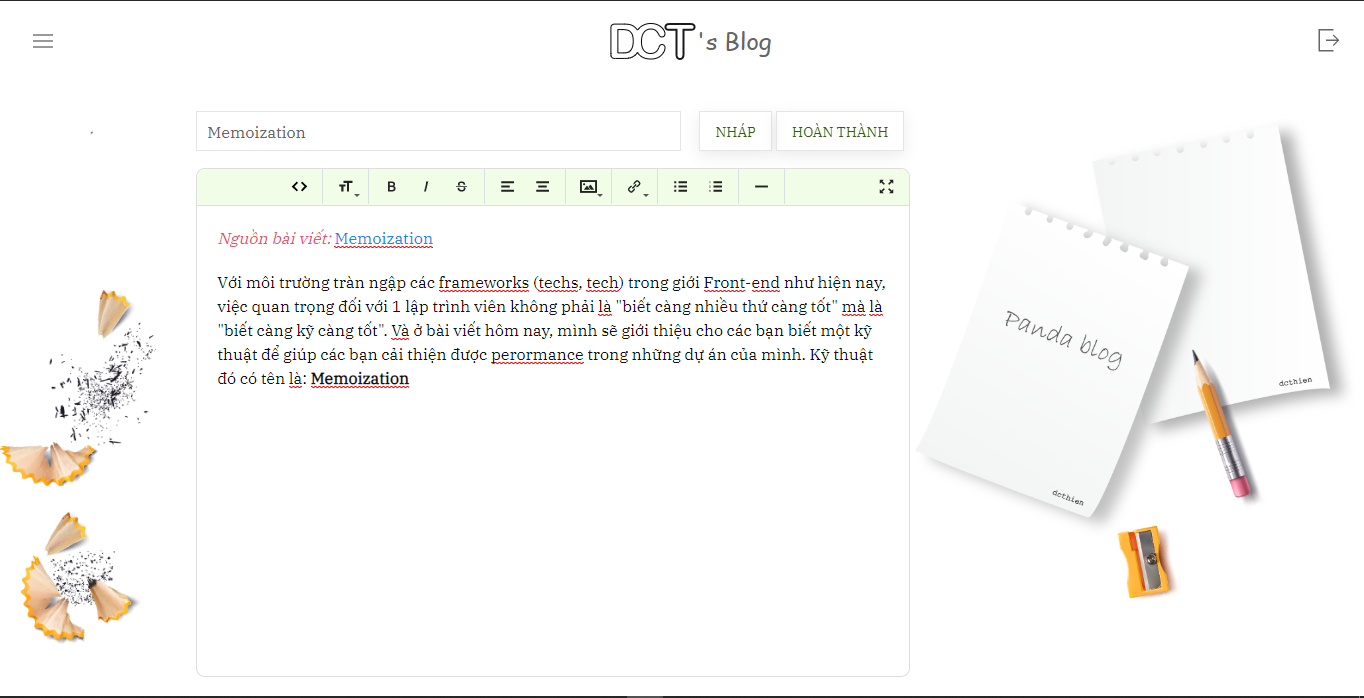 DCT 's Blog
Memoization
NHÁP
HOÀN THÀNH
B I S
Nguồn bài viết: Memoization
Với môi trường tràn ngập các frameworks (techs, tech) trong giới Front-end như hiện nay,
việc quan trọng đối với 1 lập trình viên không phải là "biết càng nhiều thứ càng tốt" mà là
"biết càng kỹ càng tốt". Và ở bài viết hôm nay, mình sẽ giới thiệu cho các bạn biết một kỹ
thuật để giúp các bạn cải thiện được perormance trong những dự án của mình. Kỹ thuật
đó có tên là: Memoization
Panda blog
dcthien
dcthien